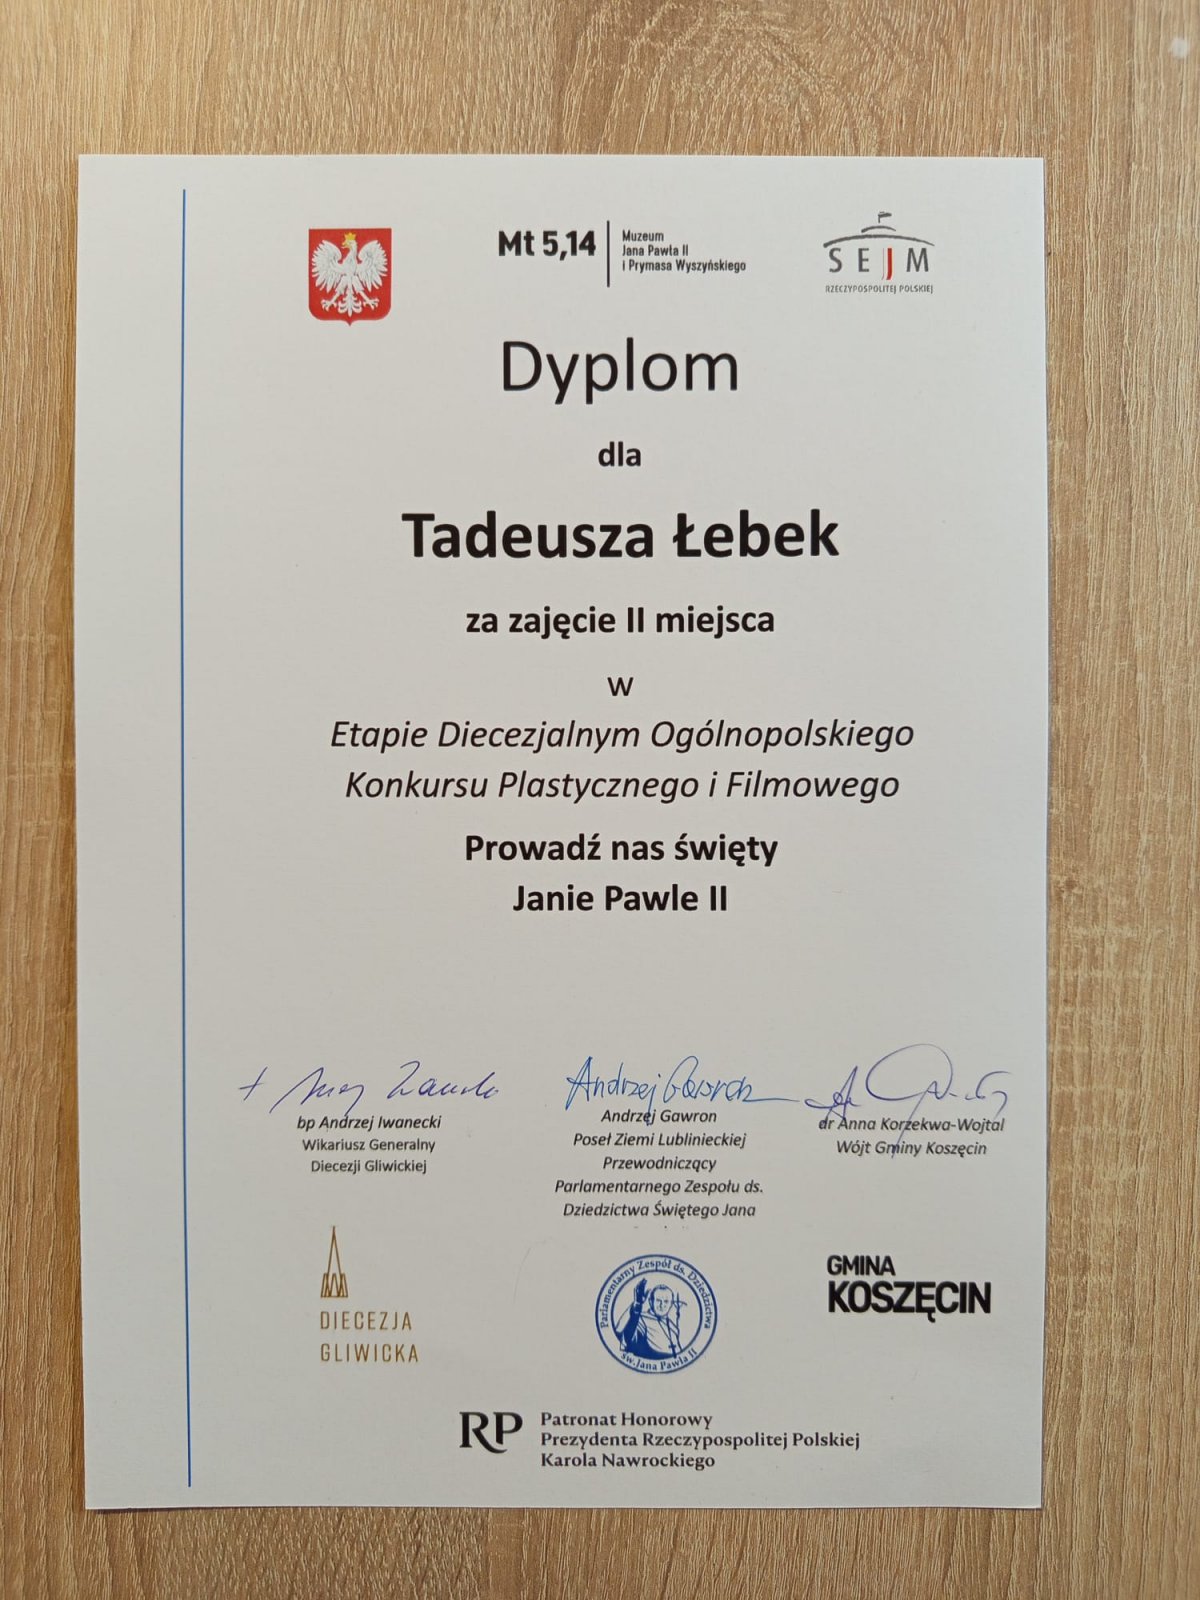 Mt 5,14
Muzeum
Jana Pawła II
i Prymasa Wyszyńskiego
SEJM
RZECZYPOSPOLITEJ POLSKIEJ
Dyplom
dla
Tadeusza Łebek
za zajęcie II miejsca
w
Etapie Diecezjalnym Ogólnopolskiego
Konkursu Plastycznego i Filmowego
Prowadź nas święty
Janie Pawle II
bp Andrzej Iwanecki
Wikariusz Generalny
Diecezji Gliwickiej
Andrzej Gawron
Andrzej Gawron
Poseł Ziemi Lublinieckiej
Przewodniczący
Parlamentarnego Zespołu ds.
Dziedzictwa Świętego Jana
dr Anna Korzekwa-Wojtal
Wójt Gminy Koszęcin
DIECEZJA
GLIWICKA
Parlamentarny Zespół ds. Dziedzictwa
św. Jana Pawła II
GMINA
KOSZĘCIN
RP
Patronat Honorowy
Prezydenta Rzeczypospolitej Polskiej
Karola Nawrockiego